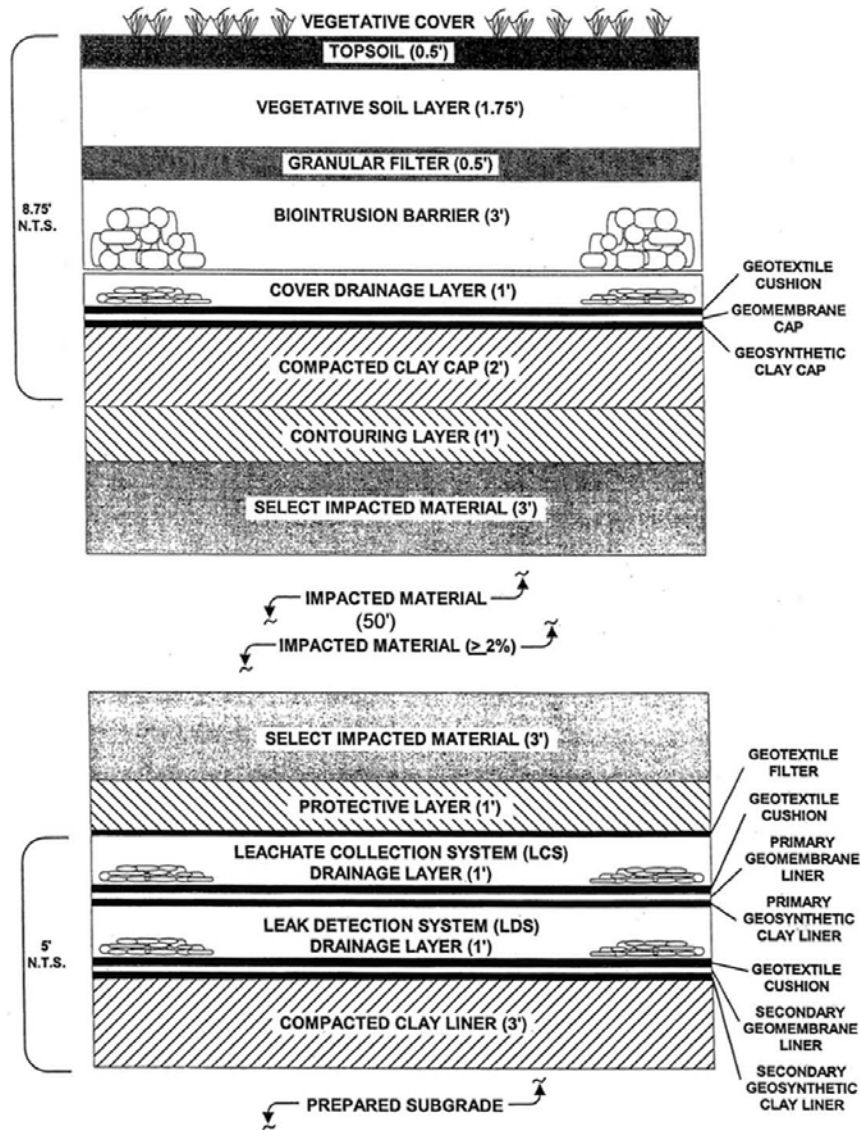 VEGETATIVE COVER
TOPSOIL (0.5')
VEGETATIVE SOIL LAYER (1.75')
GRANULAR FILTER (0.5')
8.75'
N.T.S.
BIOINTRUSION BARRIER (3')
COVER DRAINAGE LAYER (1')
GEOTEXTILE
CUSHION
GEOMEMBRANE
CAP
GEOSYNTHETIC
CLAY CAP
COMPACTED CLAY CAP (2')
CONTOURING LAYER (1')
SELECT IMPACTED MATERIAL (3')
~
IMPACTED MATERIAL
~
(50')
~
IMPACTED MATERIAL (≥2%)
~
SELECT IMPACTED MATERIAL (3')
PROTECTIVE LAYER (1')
GEOTEXTILE
FILTER
GEOTEXTILE
CUSHION
PRIMARY
GEOMEMBRANE
LINER
PRIMARY
GEOSYNTHETIC
CLAY LINER
LEACHATE COLLECTION SYSTEM (LCS)
DRAINAGE LAYER (1')
LEAK DETECTION SYSTEM (LDS)
DRAINAGE LAYER (1')
5'
N.T.S.
GEOTEXTILE
CUSHION
SECONDARY
GEOMEMBRANE
LINER
SECONDARY
GEOSYNTHETIC
CLAY LINER
COMPACTED CLAY LINER (3')
~
PREPARED SUBGRADE
~